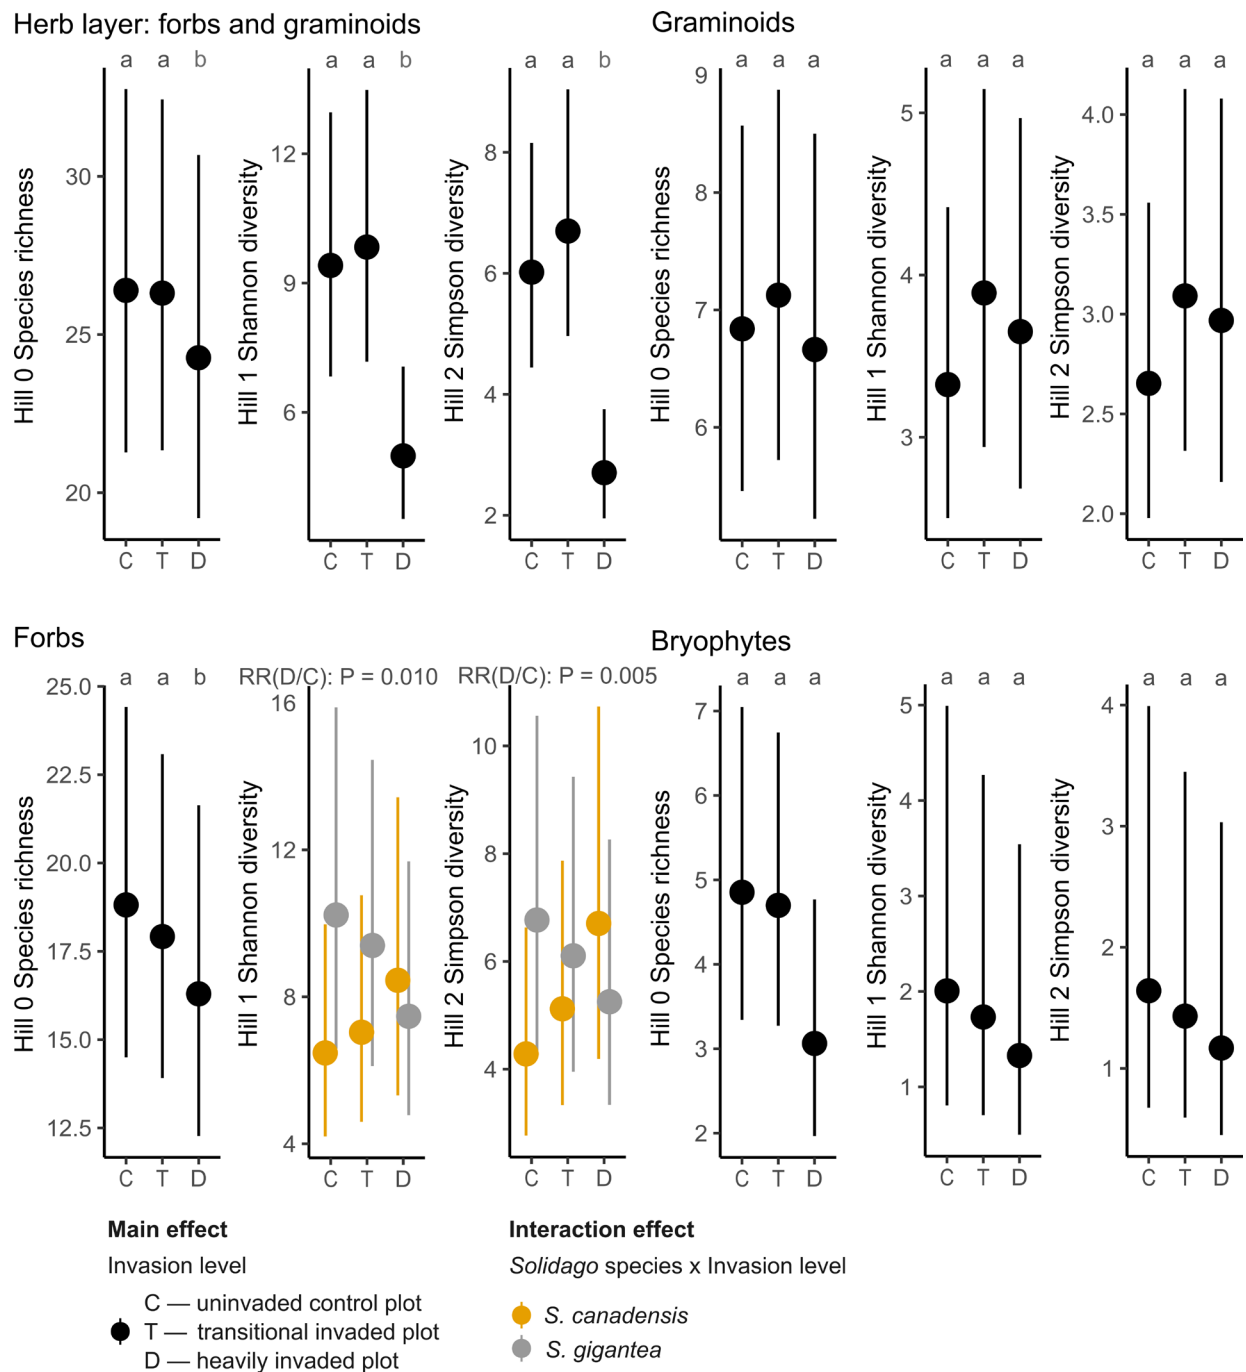 Herb layer: forbs and graminoids
Graminoids
a a b
a a b
a a b
a a a
a a a
a a a
Hill 0 Species richness
30
25
20
C T D
Hill 1 Shannon diversity
12
9
6
C T D
Hill 2 Simpson diversity
8
6
4
2
C T D
Hill 0 Species richness
9
8
7
6
C T D
Hill 1 Shannon diversity
5
4
3
C T D
Hill 2 Simpson diversity
4.0
3.5
3.0
2.5
2.0
C T D
Forbs
Bryophytes
a a b
RR(D/C): P = 0.010
RR(D/C): P = 0.005
a a a
a a a
a a a
Hill 0 Species richness
25.0
22.5
20.0
17.5
15.0
12.5
C T D
Hill 1 Shannon diversity
16
12
8
4
C T D
Hill 2 Simpson diversity
10
8
6
4
C T D
Hill 0 Species richness
7
6
5
4
3
2
C T D
Hill 1 Shannon diversity
5
4
3
2
1
C T D
Hill 2 Simpson diversity
4
3
2
1
C T D
Main effect
Invasion level
C — uninvaded control plot
T — transitional invaded plot
D — heavily invaded plot
Interaction effect
Solidago species x Invasion level
S. canadensis
S. gigantea